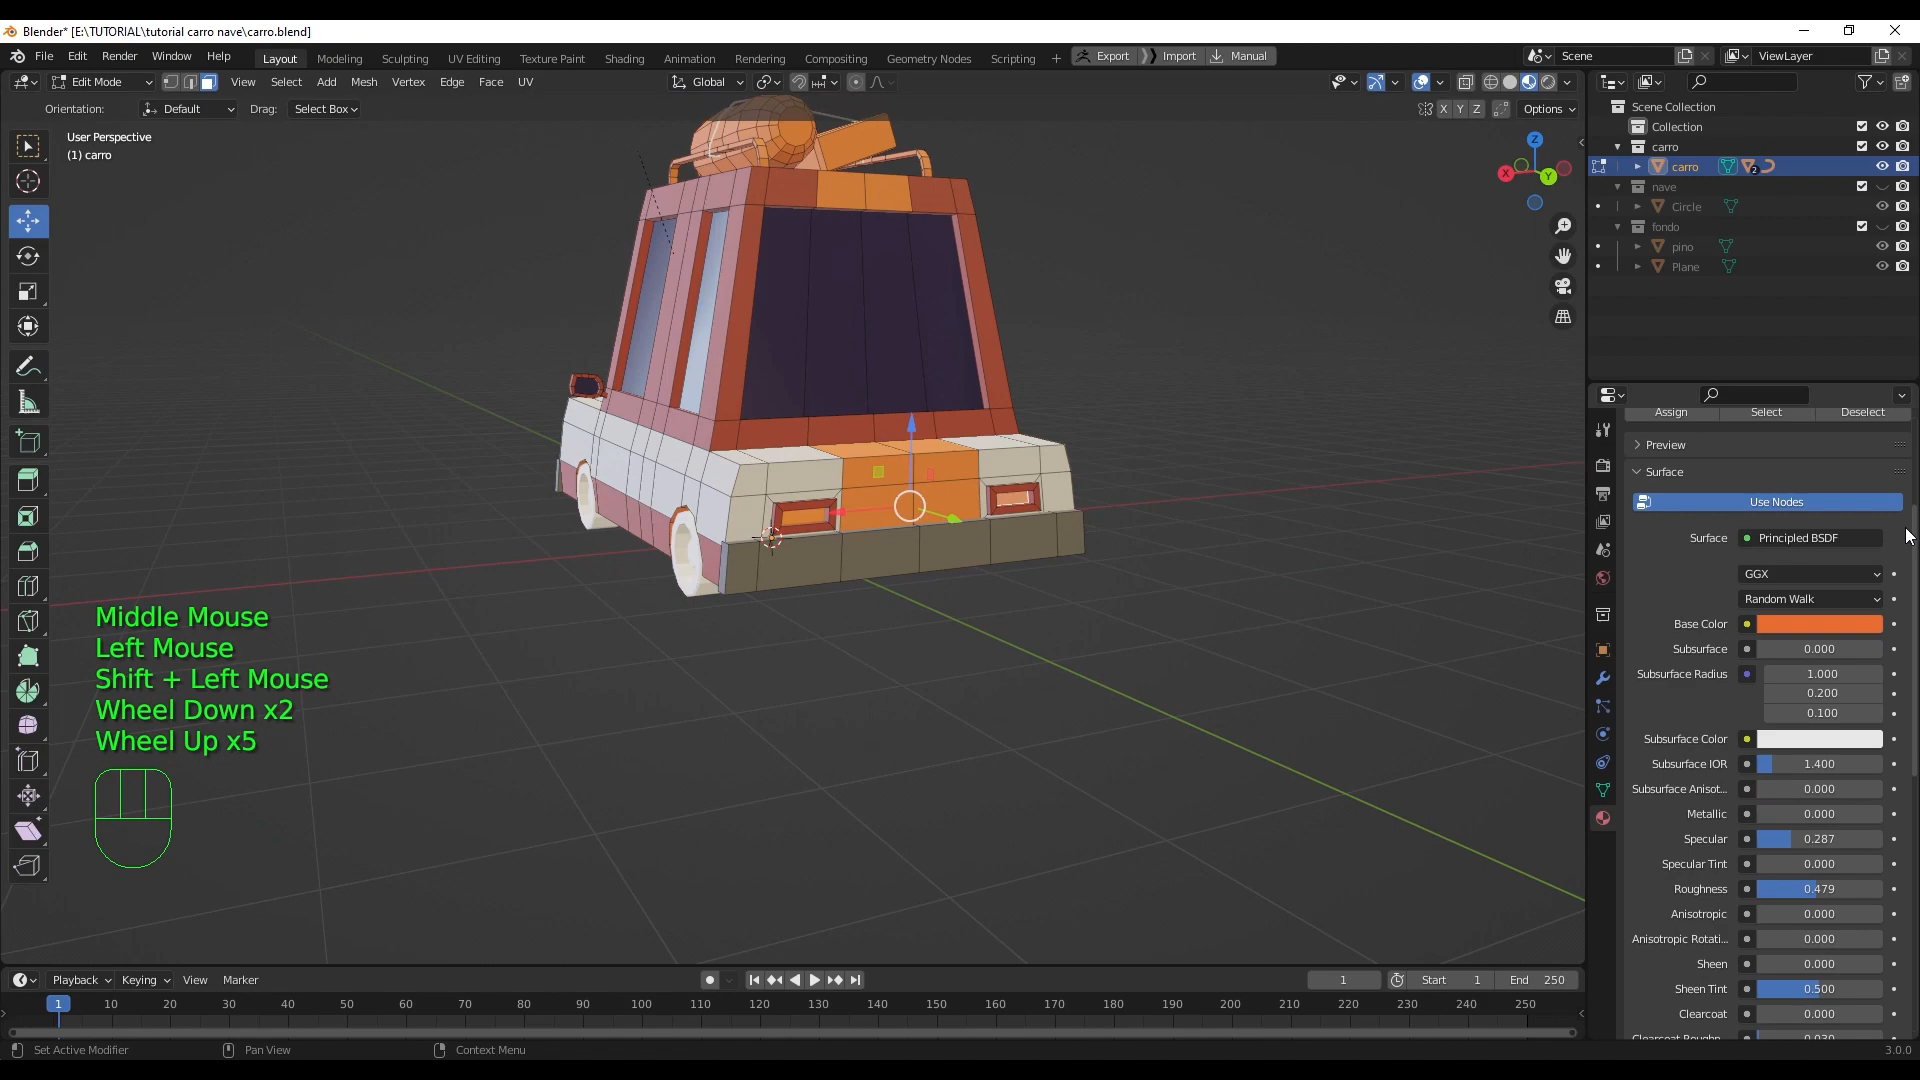 Blender* [E:\TUTORIAL\tutorial carro nave\carro.blend]
File Edit Render Window Help Layout Modeling Sculpting UV Editing Texture Paint Shading Animation Rendering Compositing Geometry Nodes Scripting + Export Import Manual Scene ViewLayer
Edit Mode View Select Add Mesh Vertex Edge Face UV Global
Orientation: Default Drag: Select Box X Y Z Options
User Perspective
(1) carro
Z
X
Y
Scene Collection
Collection
carro
carro 2
nave
Circle
fondo
pino
Plane
Assign Select Deselect
Preview
Surface
Use Nodes
Surface Principled BSDF
GGX
Random Walk
Base Color
Subsurface 0.000
Subsurface Radius 1.000
0.200
0.100
Subsurface Color
Subsurface IOR 1.400
Subsurface Anisot... 0.000
Metallic 0.000
Specular 0.287
Specular Tint 0.000
Roughness 0.479
Anisotropic 0.000
Anisotropic Rotati... 0.000
Sheen 0.000
Sheen Tint 0.500
Clearcoat 0.000
Clearcoat Roughn... 0.030
Middle Mouse
Left Mouse
Shift + Left Mouse
Wheel Down x2
Wheel Up x5
Playback Keying View Marker 1 Start 1 End 250
1 10 20 30 40 50 60 70 80 90 100 110 120 130 140 150 160 170 180 190 200 210 220 230 240 250
Set Active Modifier Pan View Context Menu 3.0.0